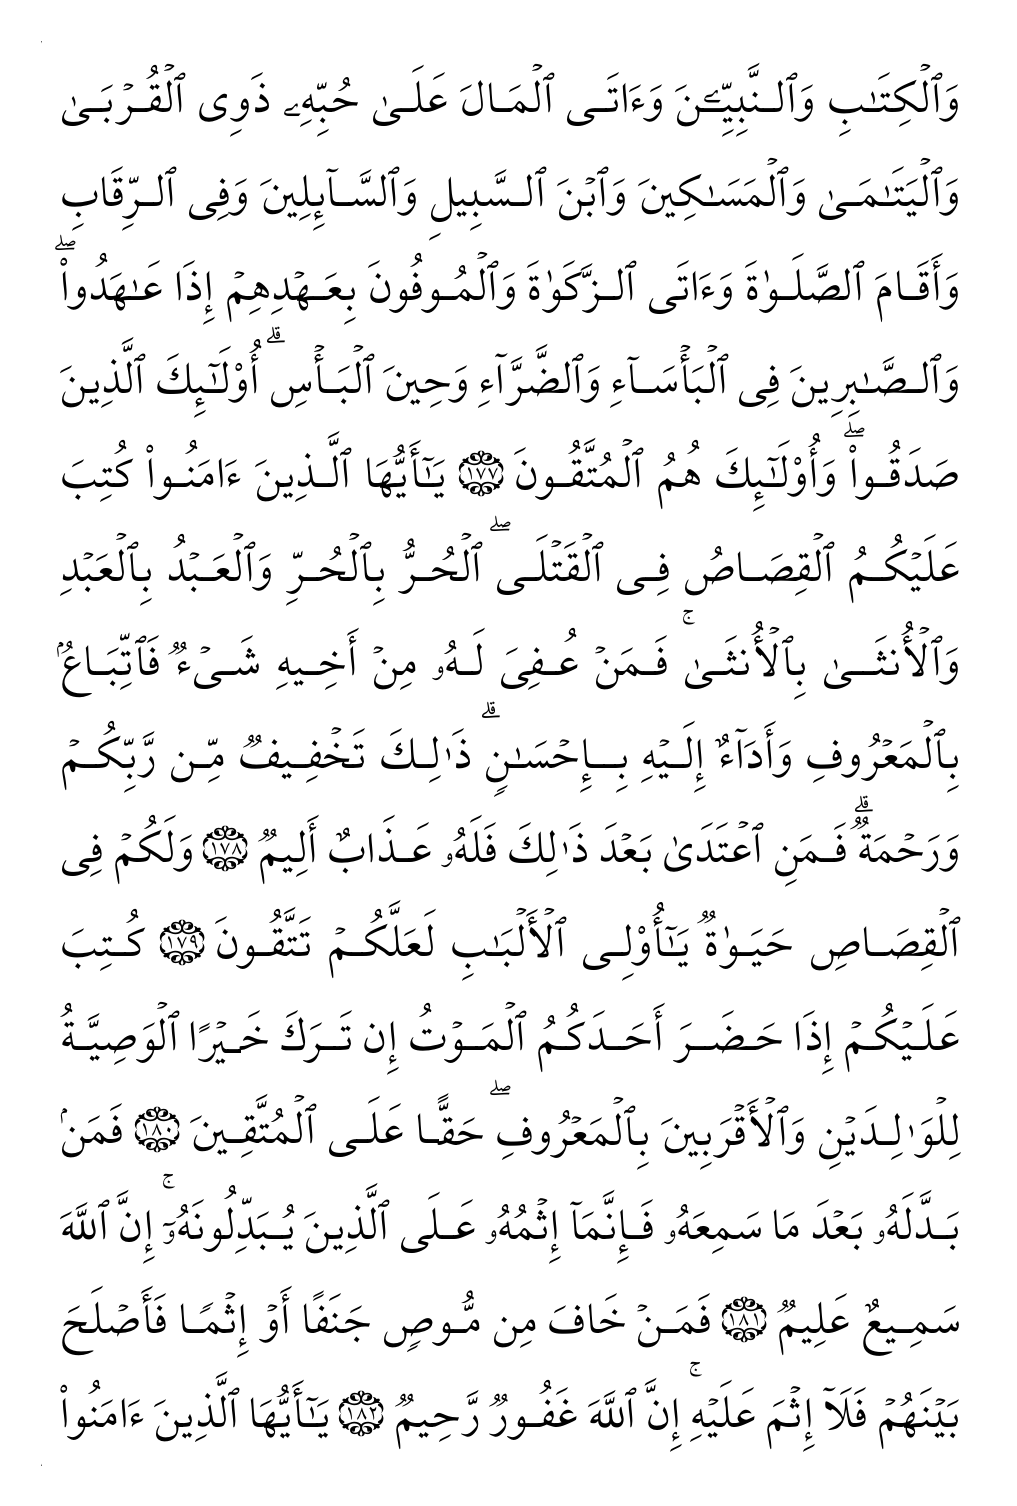 وَٱلۡكِتَٰبِ وَٱلنَّبِيِّـۧنَ وَءَاتَى ٱلۡمَالَ عَلَىٰ حُبِّهِۦ ذَوِي ٱلۡقُرۡبَىٰ
وَٱلۡيَتَٰمَىٰ وَٱلۡمَسَٰكِينَ وَٱبۡنَ ٱلسَّبِيلِ وَٱلسَّآئِلِينَ وَفِي ٱلرِّقَابِ
وَأَقَامَ ٱلصَّلَوٰةَ وَءَاتَى ٱلزَّكَوٰةَ وَٱلۡمُوفُونَ بِعَهۡدِهِمۡ إِذَا عَٰهَدُواْۖ
وَٱلصَّٰبِرِينَ فِي ٱلۡبَأۡسَآءِ وَٱلضَّرَّآءِ وَحِينَ ٱلۡبَأۡسِۗ أُوْلَٰٓئِكَ ٱلَّذِينَ
صَدَقُواْۖ وَأُوْلَٰٓئِكَ هُمُ ٱلۡمُتَّقُونَ ١٧٧ يَٰٓأَيُّهَا ٱلَّذِينَ ءَامَنُواْ كُتِبَ
عَلَيۡكُمُ ٱلۡقِصَاصُ فِي ٱلۡقَتۡلَىۖ ٱلۡحُرُّ بِٱلۡحُرِّ وَٱلۡعَبۡدُ بِٱلۡعَبۡدِ
وَٱلۡأُنثَىٰ بِٱلۡأُنثَىٰۚ فَمَنۡ عُفِيَ لَهُۥ مِنۡ أَخِيهِ شَيۡءٞ فَٱتِّبَاعُۢ
بِٱلۡمَعۡرُوفِ وَأَدَآءٌ إِلَيۡهِ بِإِحۡسَٰنٖۗ ذَٰلِكَ تَخۡفِيفٞ مِّن رَّبِّكُمۡ
وَرَحۡمَةٞۗ فَمَنِ ٱعۡتَدَىٰ بَعۡدَ ذَٰلِكَ فَلَهُۥ عَذَابٌ أَلِيمٞ ١٧٨ وَلَكُمۡ فِي
ٱلۡقِصَاصِ حَيَوٰةٞ يَٰٓأُوْلِي ٱلۡأَلۡبَٰبِ لَعَلَّكُمۡ تَتَّقُونَ ١٧٩ كُتِبَ
عَلَيۡكُمۡ إِذَا حَضَرَ أَحَدَكُمُ ٱلۡمَوۡتُ إِن تَرَكَ خَيۡرًا ٱلۡوَصِيَّةُ
لِلۡوَٰلِدَيۡنِ وَٱلۡأَقۡرَبِينَ بِٱلۡمَعۡرُوفِۖ حَقًّا عَلَى ٱلۡمُتَّقِينَ ١٨٠ فَمَنۢ
بَدَّلَهُۥ بَعۡدَ مَا سَمِعَهُۥ فَإِنَّمَآ إِثۡمُهُۥ عَلَى ٱلَّذِينَ يُبَدِّلُونَهُۥٓۚ إِنَّ ٱللَّهَ
سَمِيعٌ عَلِيمٞ ١٨١ فَمَنۡ خَافَ مِن مُّوصٖ جَنَفًا أَوۡ إِثۡمٗا فَأَصۡلَحَ
بَيۡنَهُمۡ فَلَآ إِثۡمَ عَلَيۡهِۚ إِنَّ ٱللَّهَ غَفُورٞ رَّحِيمٞ ١٨٢ يَٰٓأَيُّهَا ٱلَّذِينَ ءَامَنُواْ